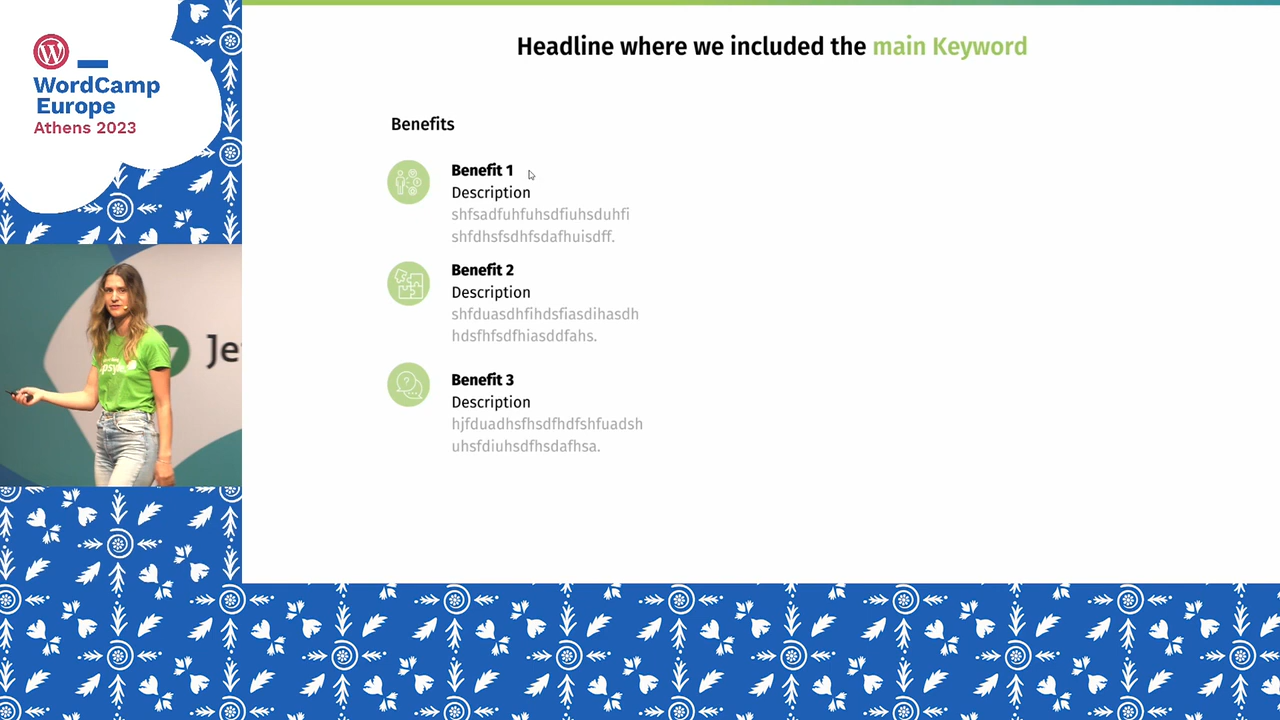 WordCamp
Europe
Athens 2023
Headline where we included the main Keyword
Benefits
Benefit 1
Description
shfsadfuhfuhsdfiuhsduhfi
shfdhsfsdhfsdafhuisdff.
Benefit 2
Description
shfduasdhfihdsfiasdihasdh
hdsfhfsdfhiasddfahs.
Benefit 3
Description
hjfduadhsfhsdfhdfshfuadsh
uhsfdiuhsdfhsdafhsa.
Je